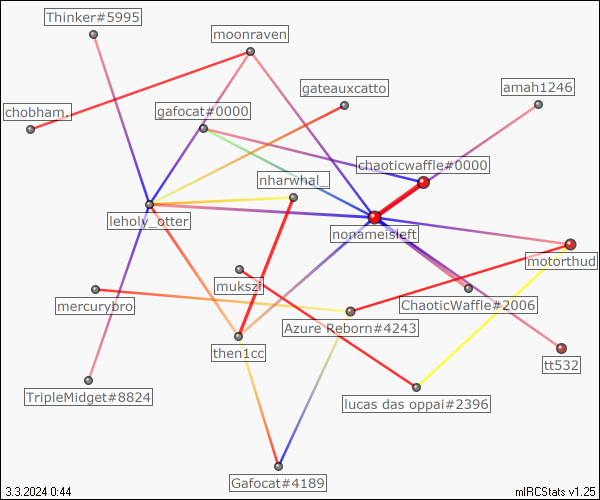 Thinker#5995
moonraven
gateauxcatto
amah1246
chobham.
gafocat#0000
chaoticwaffle#0000
nharwhal_
leholy_otter
nonameisleft
motorthud
mukszi
mercurybro
ChaoticWaffle#2006
Azure Reborn#4243
then1cc
tt532
TripleMidget#8824
lucas das oppai#2396
Gafocat#4189
3.3.2024 0:44
mIRCStats v1.25